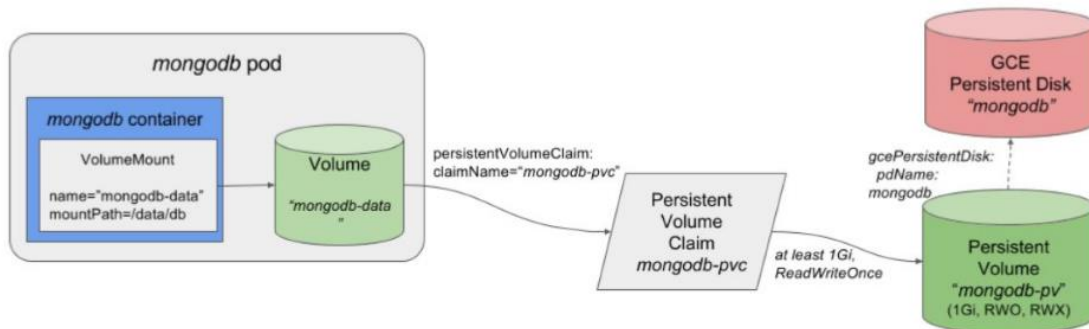 mongodb pod
mongodb container
VolumeMount
name="mongodb-data"
mountPath=/data/db
Volume
"mongodb-data
"
persistentVolumeClaim:
claimName="mongodb-pvc"
Persistent
Volume
Claim
mongodb-pvc
at least 1Gi,
ReadWriteOnce
GCE
Persistent Disk
"mongodb"
gcePersistentDisk:
pdName:
mongodb
Persistent
Volume
"mongodb-pv"
(1Gi, RWO, RWX)